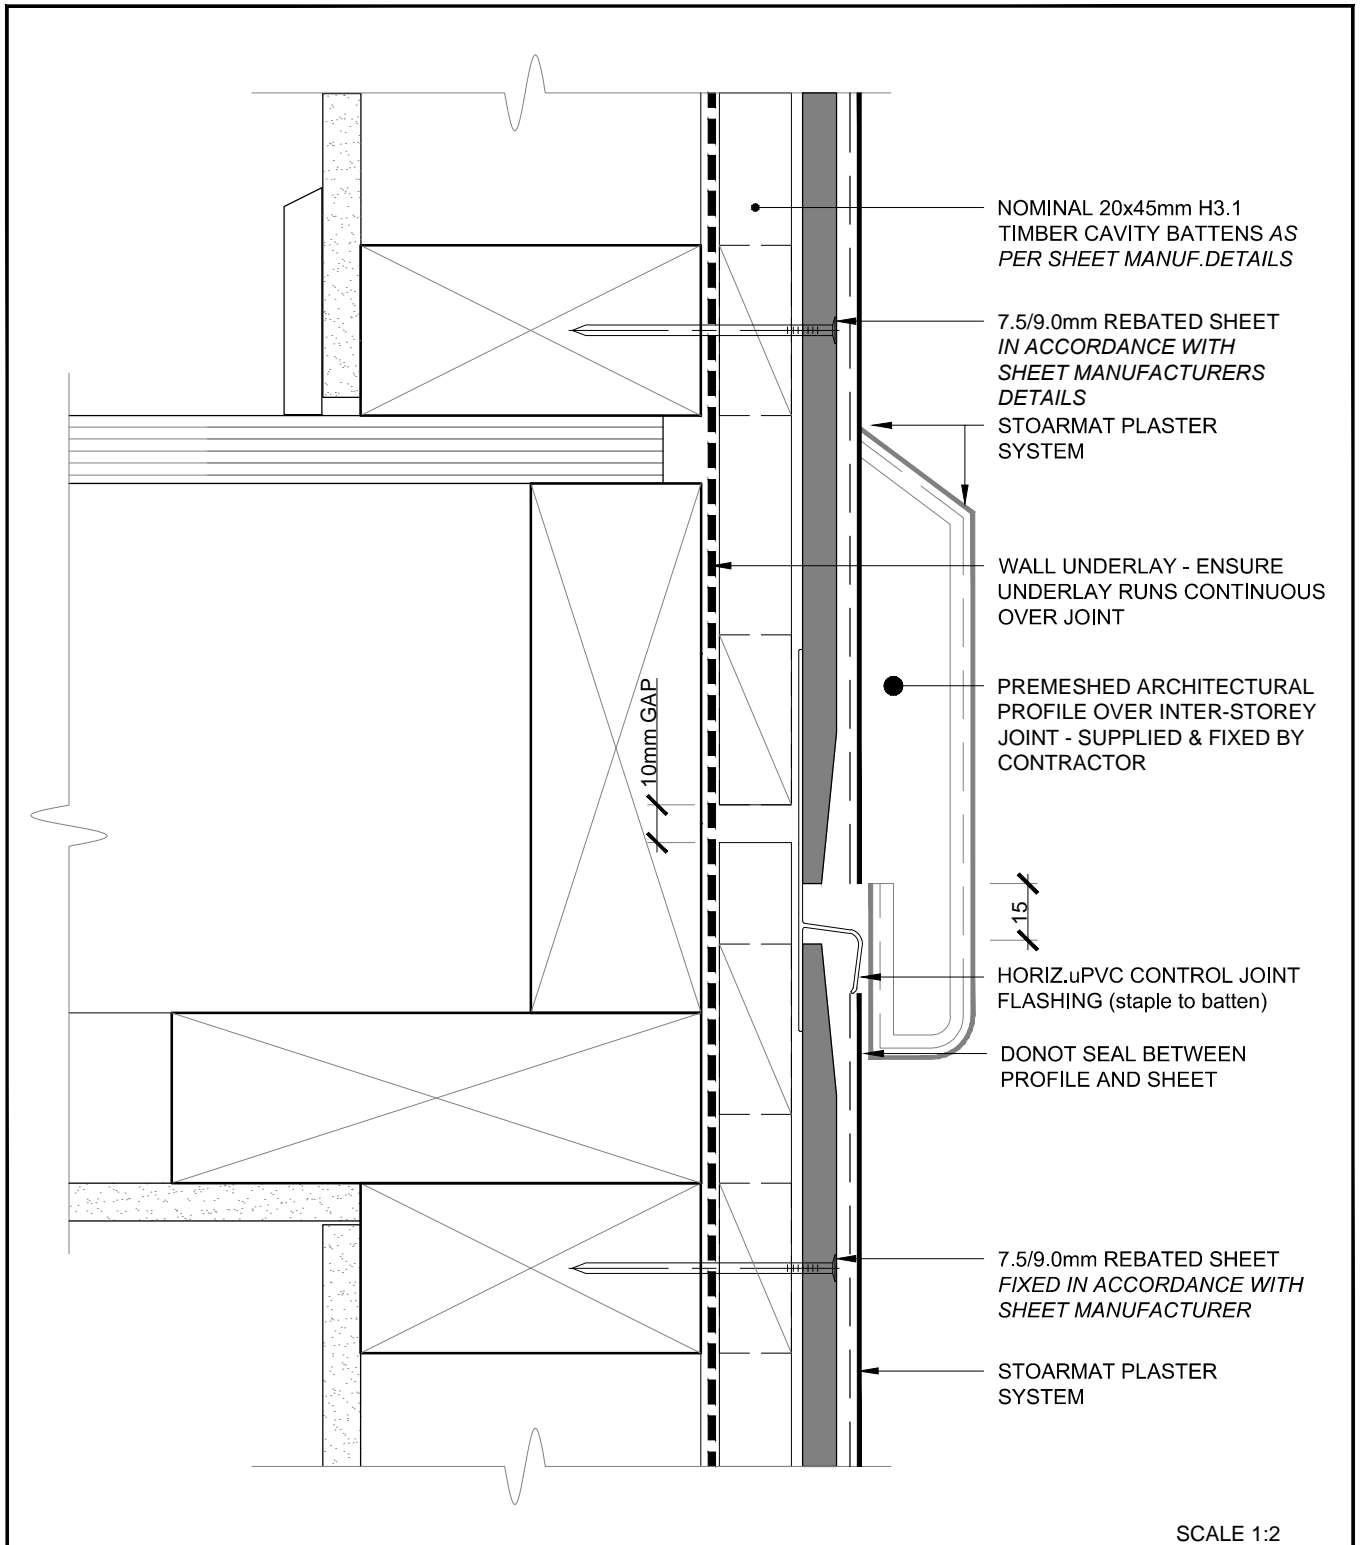 NOMINAL 20x45mm H3.1
TIMBER CAVITY BATTENS AS
PER SHEET MANUF.DETAILS
7.5/9.0mm REBATED SHEET
IN ACCORDANCE WITH
SHEET MANUFACTURERS
DETAILS
STOARMAT PLASTER
SYSTEM
WALL UNDERLAY - ENSURE
UNDERLAY RUNS CONTINUOUS
OVER JOINT
10mm GAP
PREMESHED ARCHITECTURAL
PROFILE OVER INTER-STOREY
JOINT - SUPPLIED & FIXED BY
CONTRACTOR
15
HORIZ.uPVC CONTROL JOINT
FLASHING (staple to batten)
DONOT SEAL BETWEEN
PROFILE AND SHEET
7.5/9.0mm REBATED SHEET
FIXED IN ACCORDANCE WITH
SHEET MANUFACTURER
STOARMAT PLASTER
SYSTEM
SCALE 1:2